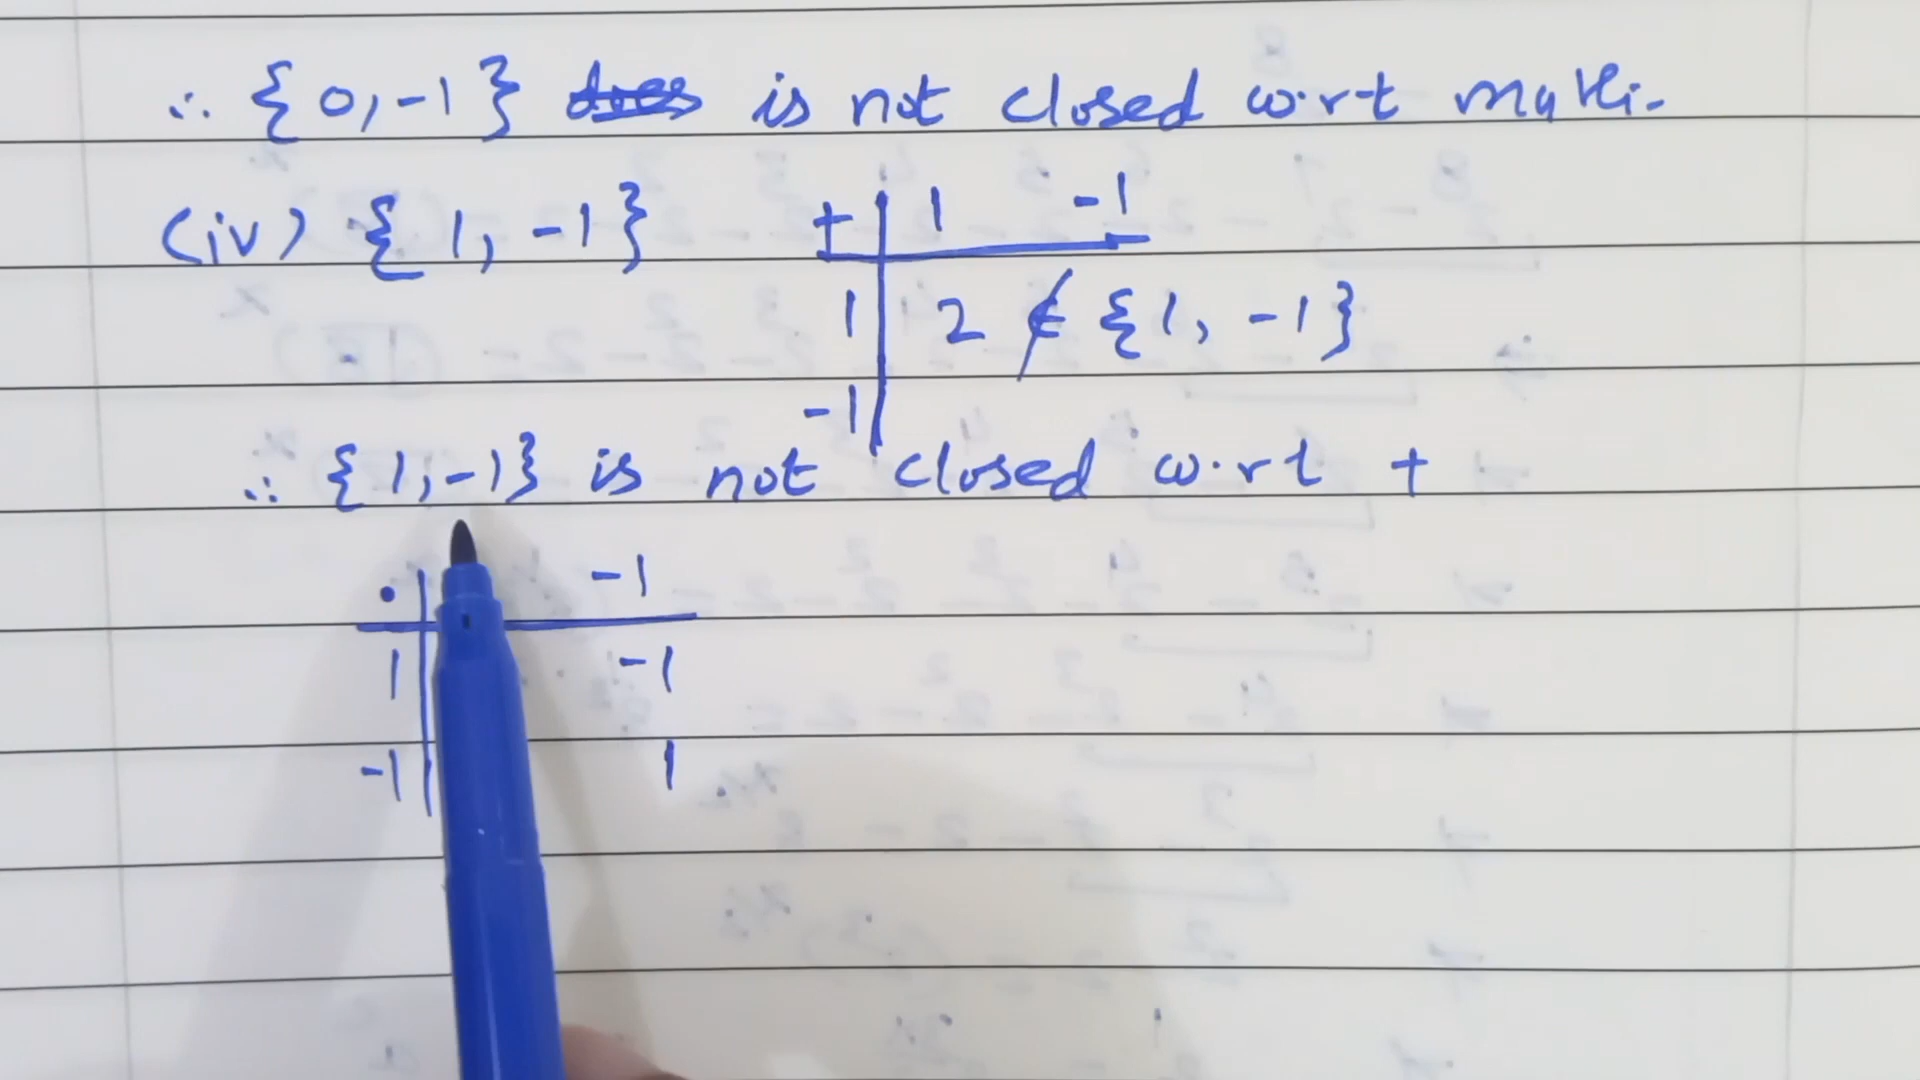 ∴ {0, -1} is not closed w.r.t multi.
(iv) {1, -1} + | 1 -1
1 | 2 ∉ {1, -1}
-1 |
∴ {1, -1} is not closed w.r.t +
• | -1
1 | -1
-1 | 1